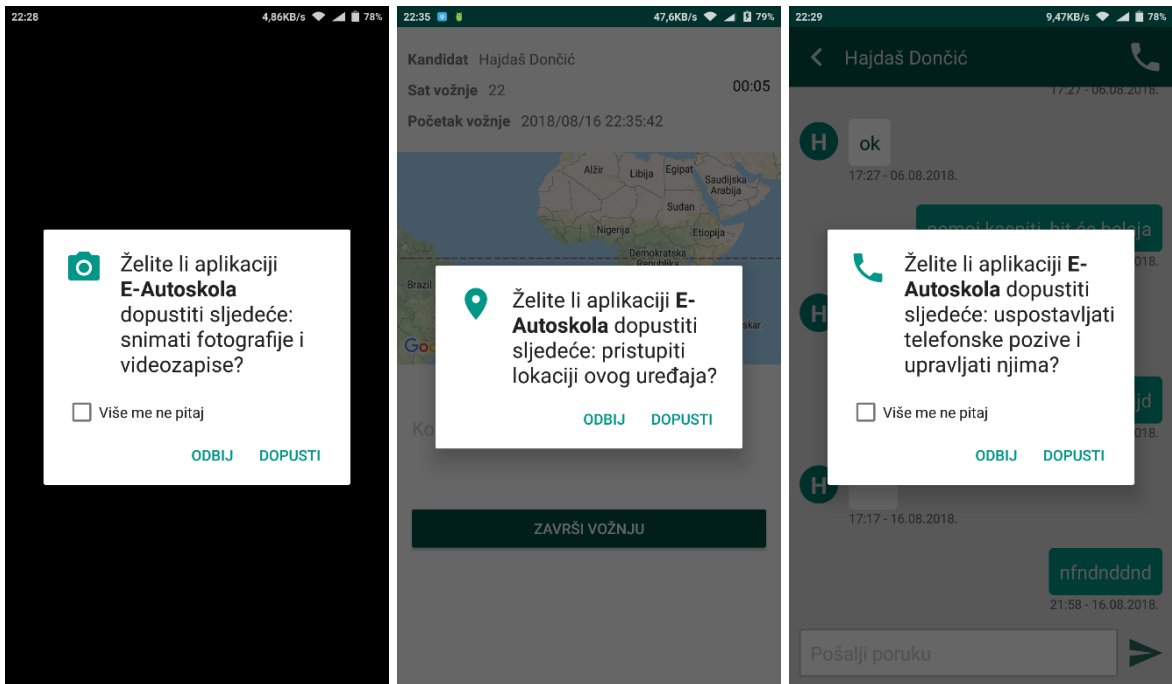 22:28
4,86KB/s
78%
Želite li aplikaciji
E-Autoskola
dopustiti sljedeće:
snimati fotografije i
videozapise?
Više me ne pitaj
ODBIJ DOPUSTI
22:35
47,6KB/s
79%
Kandidat Hajdaš Dončić
Sat vožnje 22
00:05
Početak vožnje 2018/08/16 22:35:42
Alžir
Libija
Egipat
Saudijska
Arabija
Sudan
Nigerija
Etiopija
Demokratska
Republika
Brazil
Želite li aplikaciji E-
Autoskola dopustiti
sljedeće: pristupiti
lokaciji ovog uređaja?
ODBIJ DOPUSTI
ZAVRŠI VOŽNJU
22:29
9,47KB/s
78%
Hajdaš Dončić
17:27 - 06.08.2018.
H
ok
17:27 - 06.08.2018.
nemoj kasniti, bit će belaja
018.
H
Želite li aplikaciji E-
Autoskola dopustiti
sljedeće: uspostavljati
telefonske pozive i
upravljati njima?
jd
018.
Više me ne pitaj
ODBIJ DOPUSTI
H
17:17 - 16.08.2018.
nfndnddnd
21:58 - 16.08.2018.
Pošalji poruku